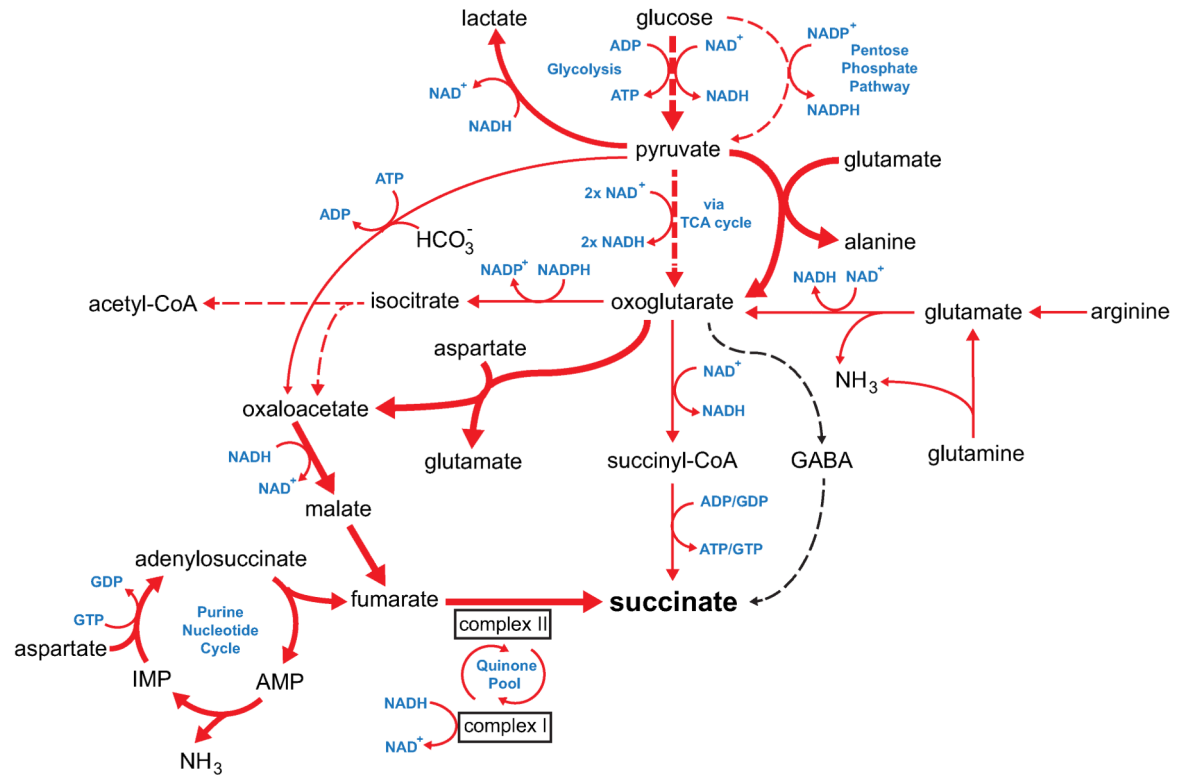 lactate
glucose
ADP
NAD+
Glycolysis
ATP
NADH
NADP+
Pentose
Phosphate
Pathway
NADPH
NAD+
NADH
pyruvate
glutamate
ATP
ADP
HCO3-
2x NAD+
via
TCA cycle
2x NADH
alanine
NADP+
NADPH
NADH
NAD+
acetyl-CoA
isocitrate
oxoglutarate
glutamate
arginine
aspartate
NAD+
NADH
NH3
oxaloacetate
NADH
NAD+
glutamate
succinyl-CoA
GABA
glutamine
malate
ADP/GDP
ATP/GTP
adenylosuccinate
GDP
GTP
Purine
Nucleotide
Cycle
fumarate
succinate
complex II
aspartate
IMP
AMP
Quinone
Pool
NADH
NAD+
complex I
NH3